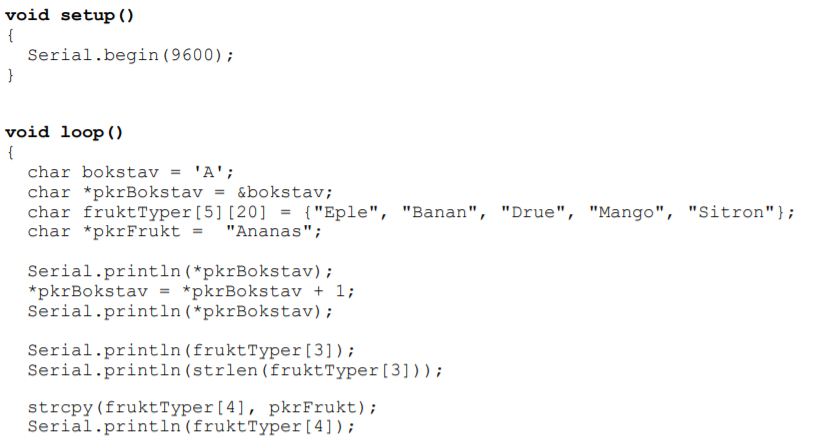 void setup()
{
  Serial.begin(9600);
}
void loop()
{
  char bokstav = 'A';
  char *pkrBokstav = &bokstav;
  char fruktTyper[5][20] = {"Eple", "Banan", "Drue", "Mango", "Sitron"};
  char *pkrFrukt =  "Ananas";
  Serial.println(*pkrBokstav);
  *pkrBokstav = *pkrBokstav + 1;
  Serial.println(*pkrBokstav);
  Serial.println(fruktTyper[3]);
  Serial.println(strlen(fruktTyper[3]));
  strcpy(fruktTyper[4], pkrFrukt);
  Serial.println(fruktTyper[4]);